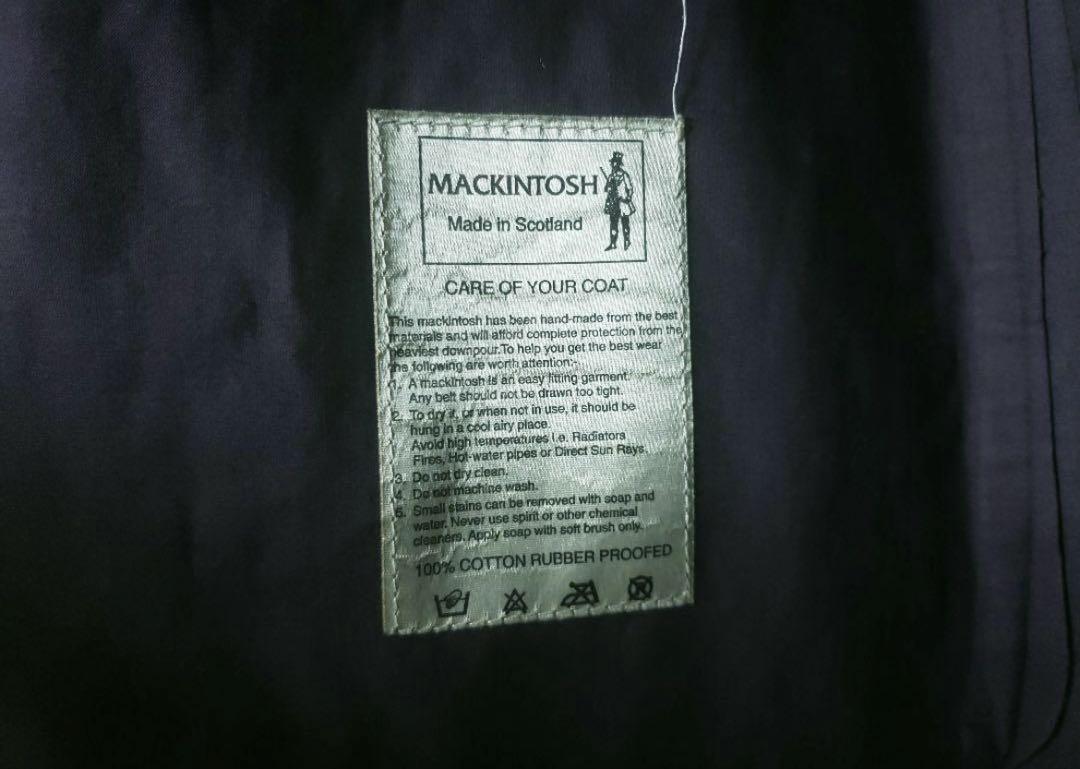 MACKINTOSH
Made in Scotland
CARE OF YOUR COAT
This mackintosh has been hand-made from the best
materials and will afford complete protection from the
heaviest downpour.To help you get the best wear
the following are worth attention:-
1. A mackintosh is an easy fitting garment.
Any belt should not be drawn too tight.
2. To dry it, or when not in use, it should be
hung in a cool airy place.
Avoid high temperatures i.e. Radiators
Fires, Hot-water pipes or Direct Sun Rays.
3. Do not dry clean.
4. Do not machine wash.
5. Small stains can be removed with soap and
water. Never use spirit or other chemical
cleaners. Apply soap with soft brush only.
100% COTTON RUBBER PROOFED